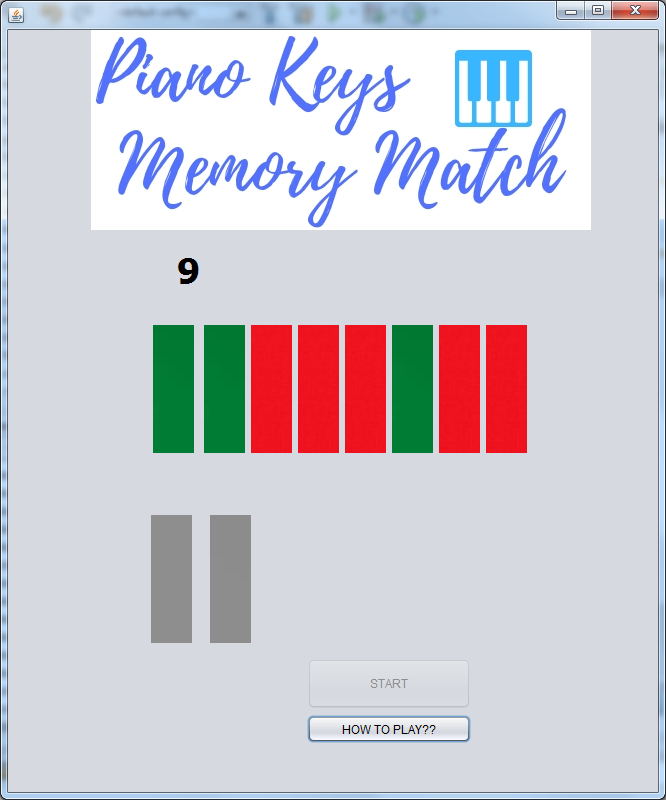 Piano Keys
Memory Match
9
START
HOW TO PLAY??